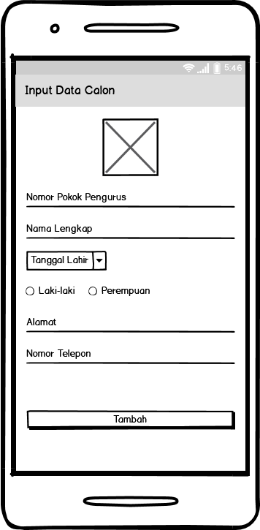 5:46
Input Data Calon
Nomor Pokok Pengurus
Nama Lengkap
Tanggal Lahir
Laki-laki Perempuan
Alamat
Nomor Telepon
Tambah